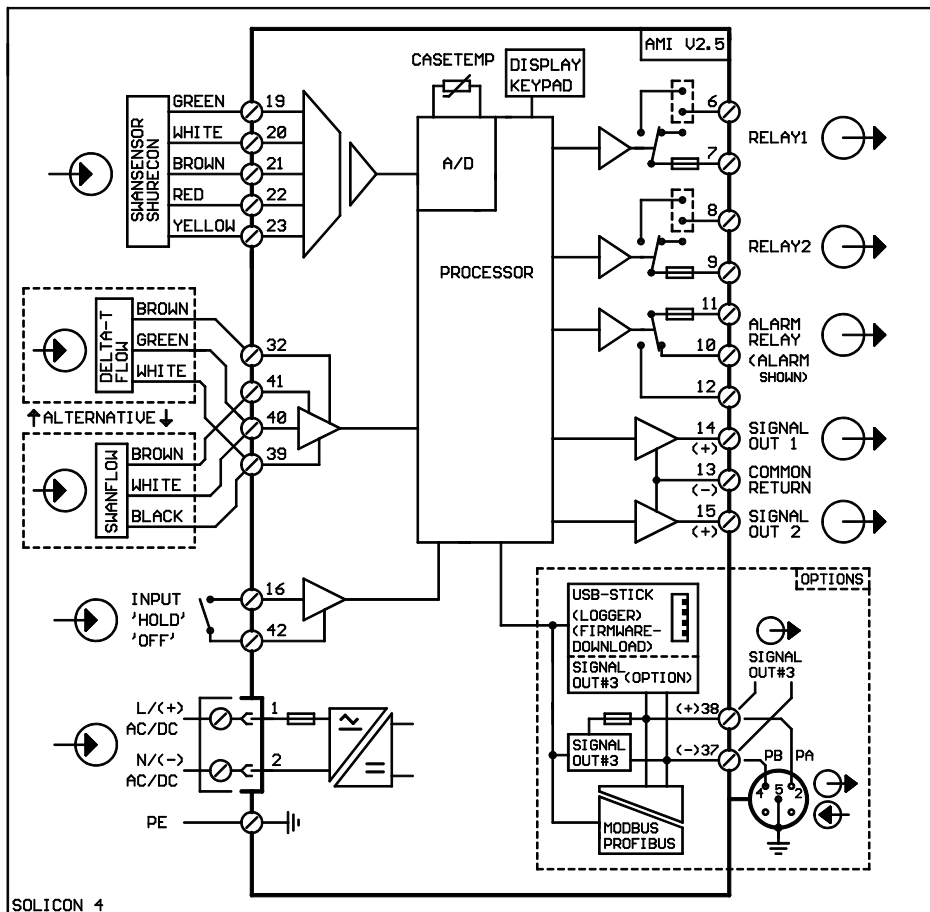 AMI V2.5
CASETEMP
DISPLAY
KEYPAD
A/D
PROCESSOR
SWANSENSOR
SHURECON
GREEN 19
WHITE 20
BROWN 21
RED 22
YELLOW 23
DELTA-T
FLOW
BROWN
GREEN
WHITE
32
41
40
39
ALTERNATIVE
SWANFLOW
BROWN
WHITE
BLACK
INPUT
'HOLD'
'OFF'
16
42
L/(+)
AC/DC
1
N/(-)
AC/DC
2
PE
6
RELAY1
7
8
RELAY2
9
11
ALARM
RELAY
10
(ALARM
SHOWN)
12
14
(+)
SIGNAL
OUT 1
13
(-)
COMMON
RETURN
15
(+)
SIGNAL
OUT 2
OPTIONS
USB-STICK
(LOGGER)
(FIRMWARE-
DOWNLOAD)
SIGNAL
OUT#3 (OPTION)
SIGNAL
OUT#3
(+)38
SIGNAL
OUT#3
(-)37
PB PA
4 5 2
MODBUS
PROFIBUS
SOLICON 4